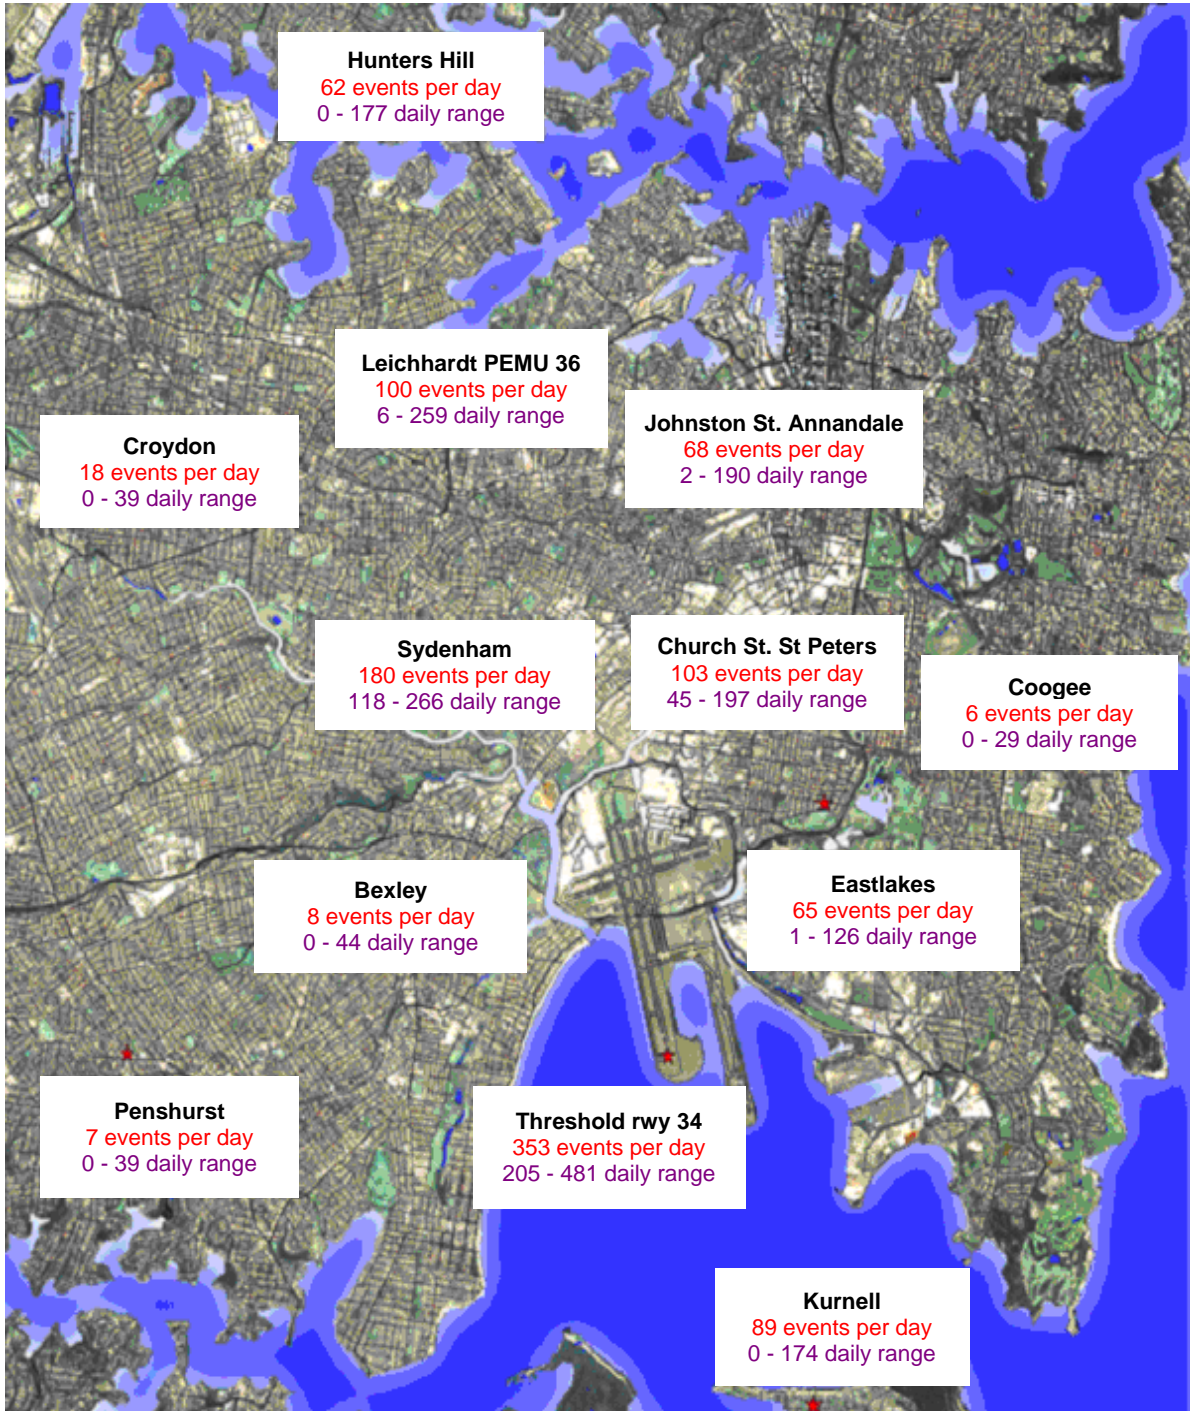 Hunters Hill
62 events per day
0 - 177 daily range
Leichhardt PEMU 36
100 events per day
6 - 259 daily range
Johnston St. Annandale
68 events per day
2 - 190 daily range
Croydon
18 events per day
0 - 39 daily range
Sydenham
180 events per day
118 - 266 daily range
Church St. St Peters
103 events per day
45 - 197 daily range
Coogee
6 events per day
0 - 29 daily range
Bexley
8 events per day
0 - 44 daily range
Eastlakes
65 events per day
1 - 126 daily range
Penshurst
7 events per day
0 - 39 daily range
Threshold rwy 34
353 events per day
205 - 481 daily range
Kurnell
89 events per day
0 - 174 daily range